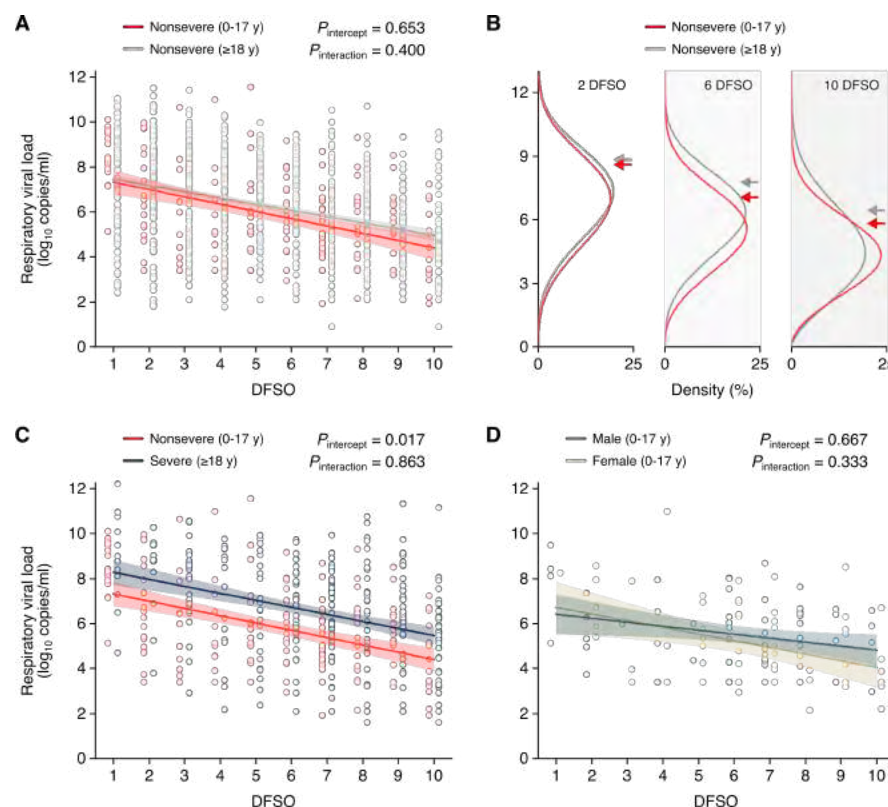 A
Nonsevere (0-17 y)
Nonsevere (≥18 y)
Pintercept = 0.653
Pinteraction = 0.400
Respiratory viral load
(log10 copies/ml)
12
10
8
6
4
2
0
1 2 3 4 5 6 7 8 9 10
DFSO
B
Nonsevere (0-17 y)
Nonsevere (≥18 y)
2 DFSO 6 DFSO 10 DFSO
12
9
6
3
0
0 25 0 25 0 25
Density (%)
C
Nonsevere (0-17 y)
Severe (≥18 y)
Pintercept = 0.017
Pinteraction = 0.863
Respiratory viral load
(log10 copies/ml)
12
10
8
6
4
2
0
1 2 3 4 5 6 7 8 9 10
DFSO
D
Male (0-17 y)
Female (0-17 y)
Pintercept = 0.667
Pinteraction = 0.333
12
10
8
6
4
2
0
1 2 3 4 5 6 7 8 9 10
DFSO